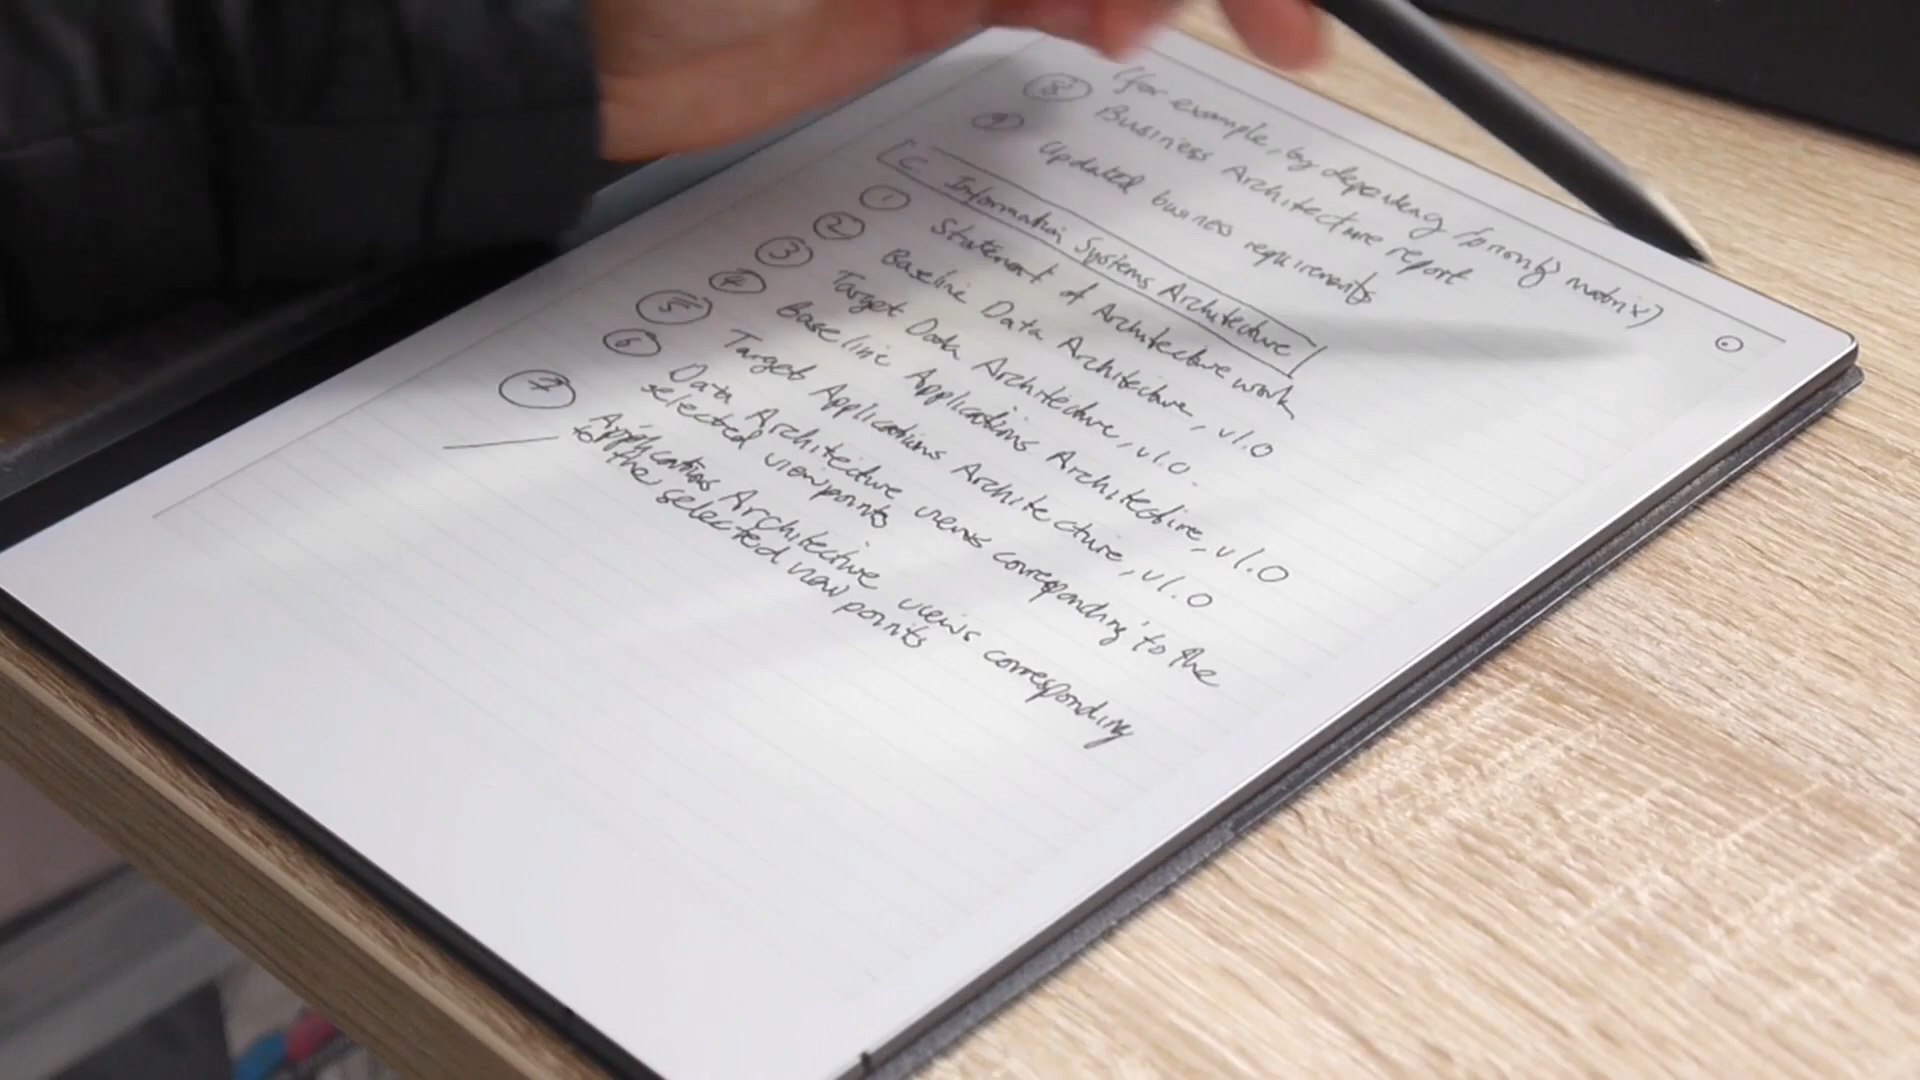 (for example, by dependency / priority matrix)
⑧ Business Architecture report
⑨ Updated business requirements
C. Information Systems Architecture
① Statement of Architecture work
② Baseline Data Architecture, v1.0
③ Target Data Architecture, v1.0.
④ Baseline Applications Architecture, v1.0
⑤ Target Applications Architecture, v1.0
⑥ Data Architecture views corresponding to the
selected viewpoints
⑦ Applications Architecture views corresponding
to the selected viewpoints